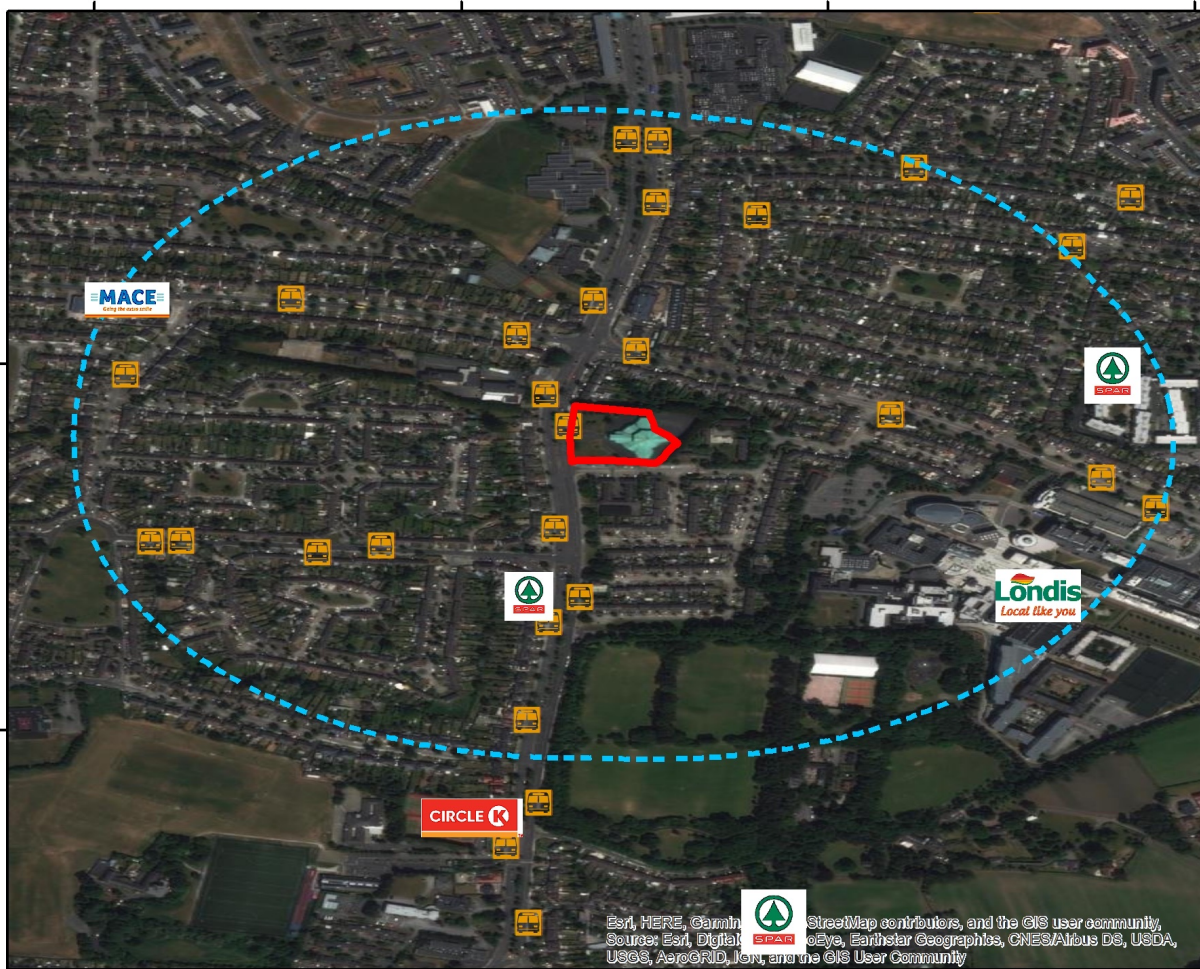 MACE
Going the extra smile
SPAR
SPAR
Londis
Local like you
CIRCLE K
SPAR
Esri, HERE, Garmin StreetMap contributors, and the GIS user community,
Source: Esri, Digital oEye, Earthstar Geographics, CNES/Airbus DS, USDA,
USGS, AeroGRID, IGN, and the GIS User Community